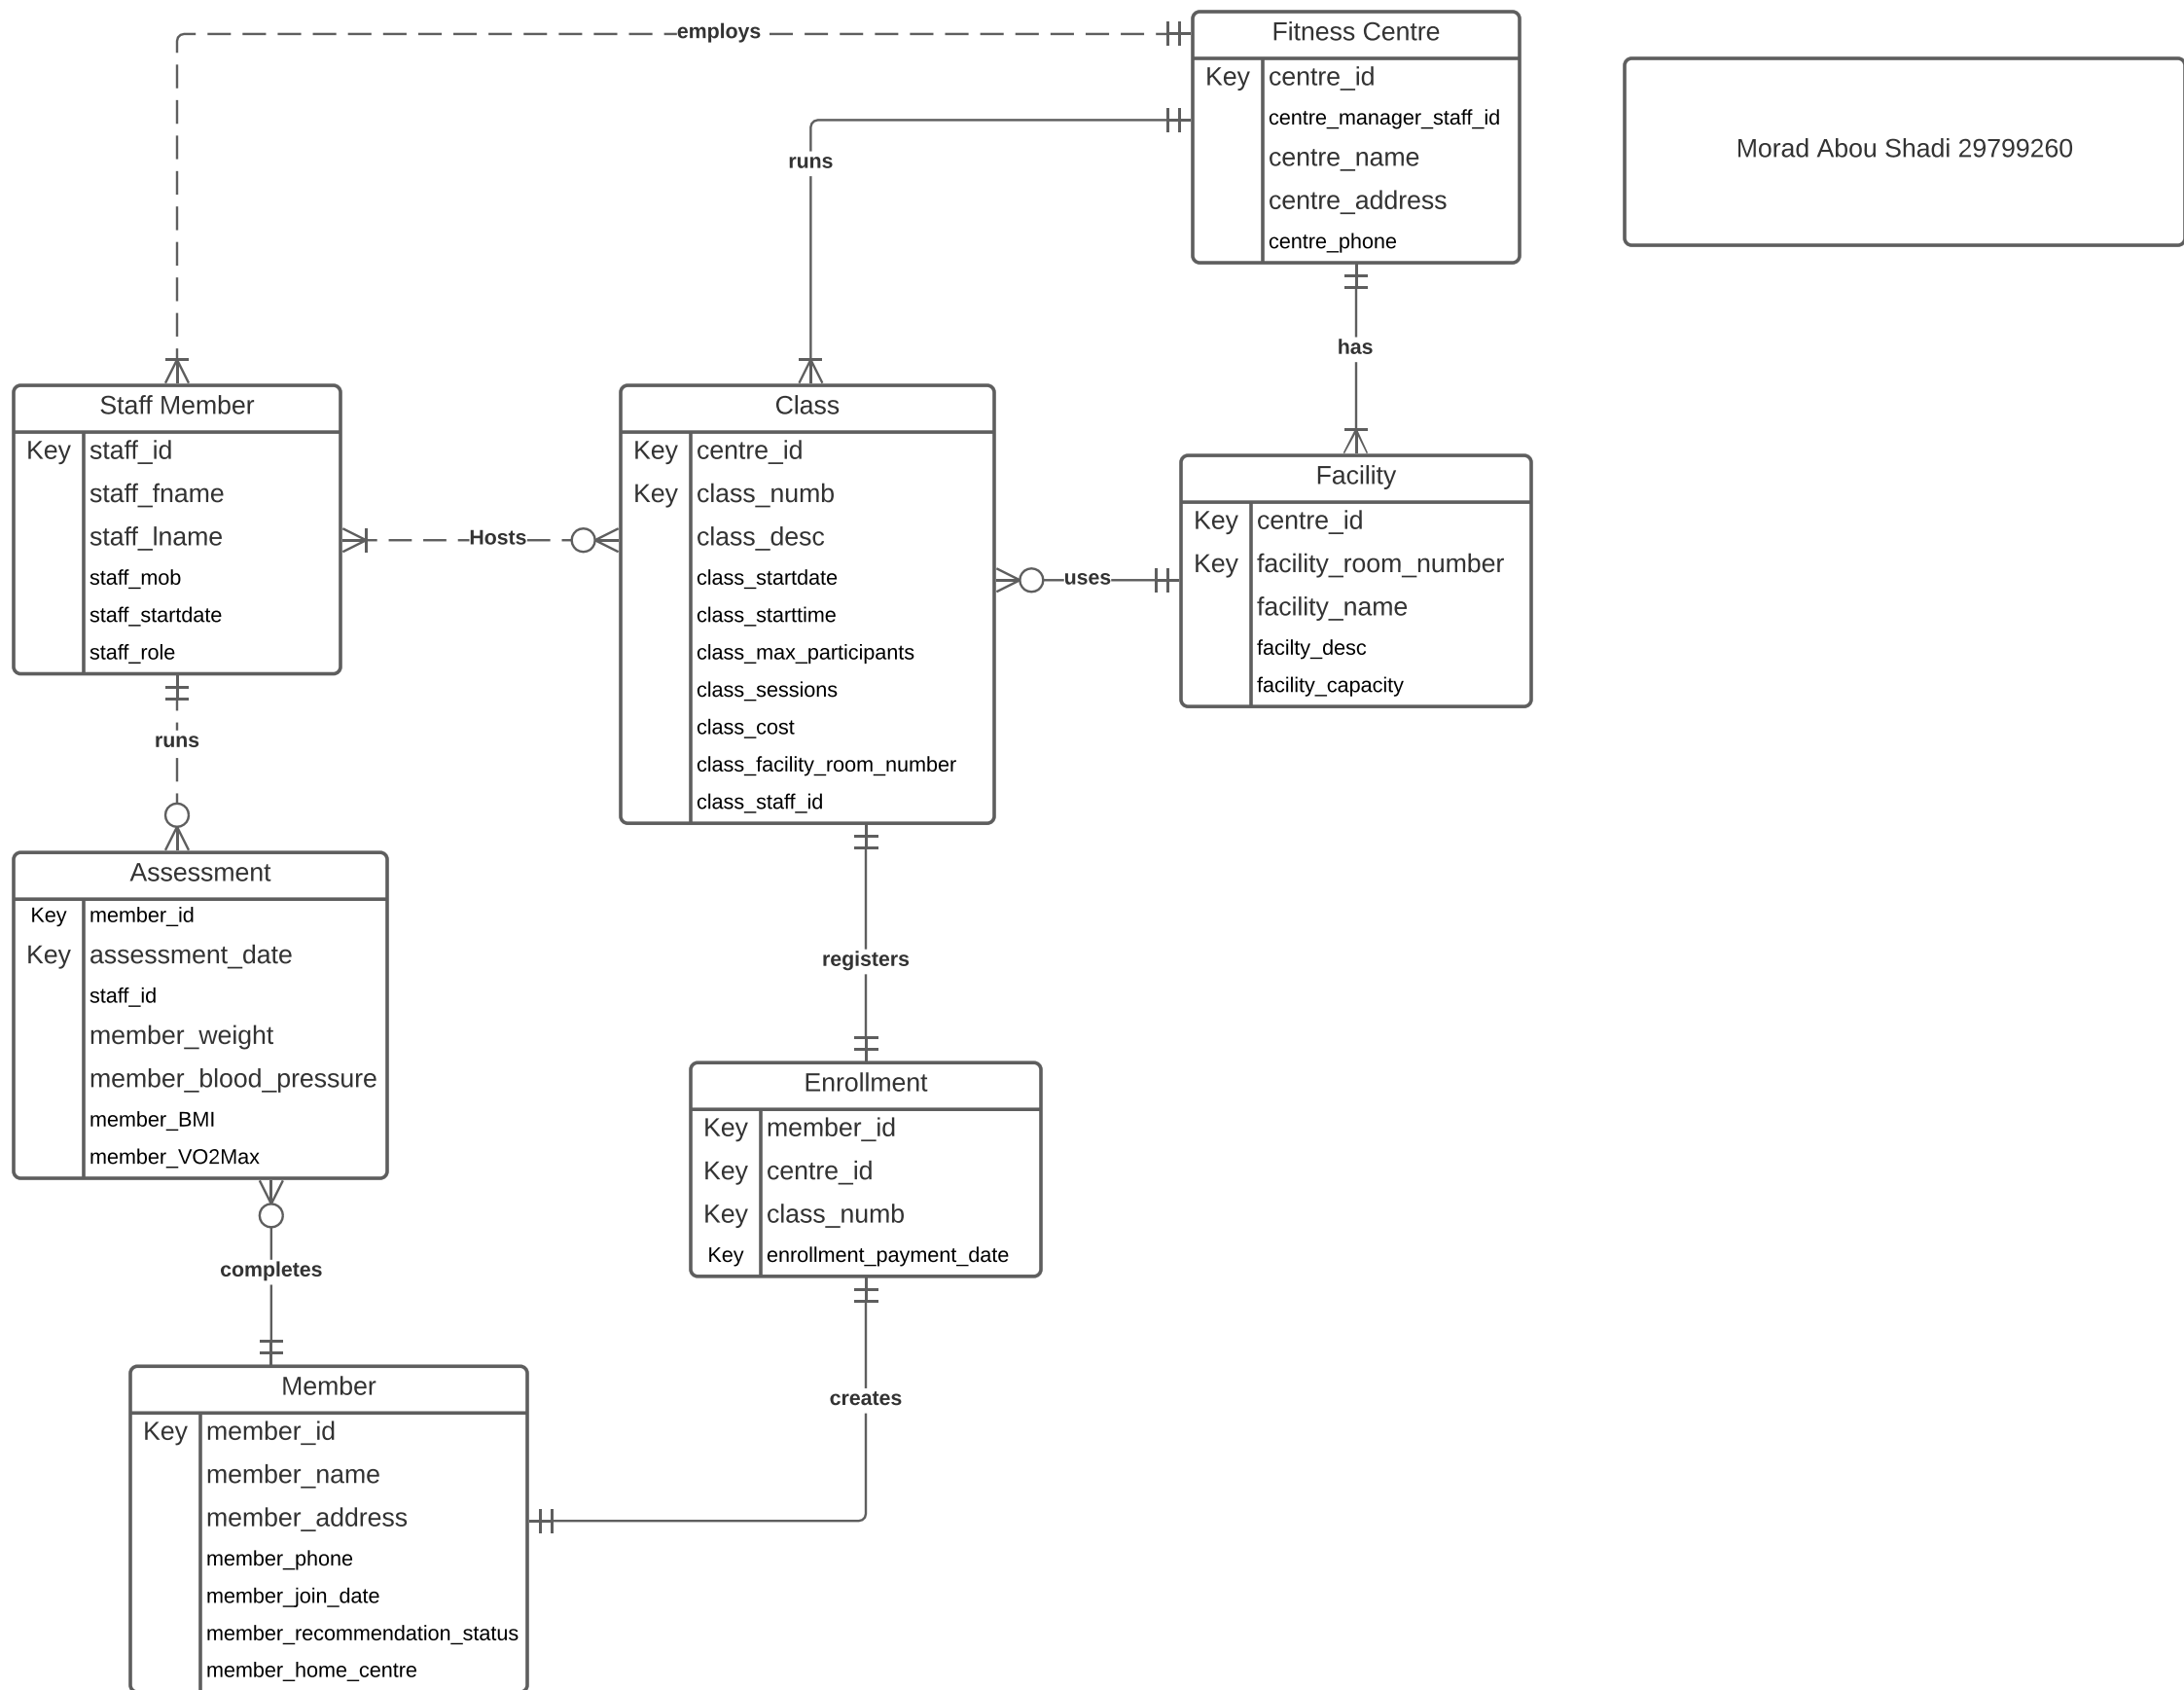 employs
Fitness Centre
Key centre_id
centre_manager_staff_id
centre_name
centre_address
centre_phone
Morad Abou Shadi 29799260
runs
has
Staff Member
Key staff_id
staff_fname
staff_lname
staff_mob
staff_startdate
staff_role
Hosts
Class
Key centre_id
Key class_numb
class_desc
class_startdate
class_starttime
class_max_participants
class_sessions
class_cost
class_facility_room_number
class_staff_id
uses
Facility
Key centre_id
Key facility_room_number
facility_name
facilty_desc
facility_capacity
runs
Assessment
Key member_id
Key assessment_date
staff_id
member_weight
member_blood_pressure
member_BMI
member_VO2Max
registers
Enrollment
Key member_id
Key centre_id
Key class_numb
Key enrollment_payment_date
completes
creates
Member
Key member_id
member_name
member_address
member_phone
member_join_date
member_recommendation_status
member_home_centre